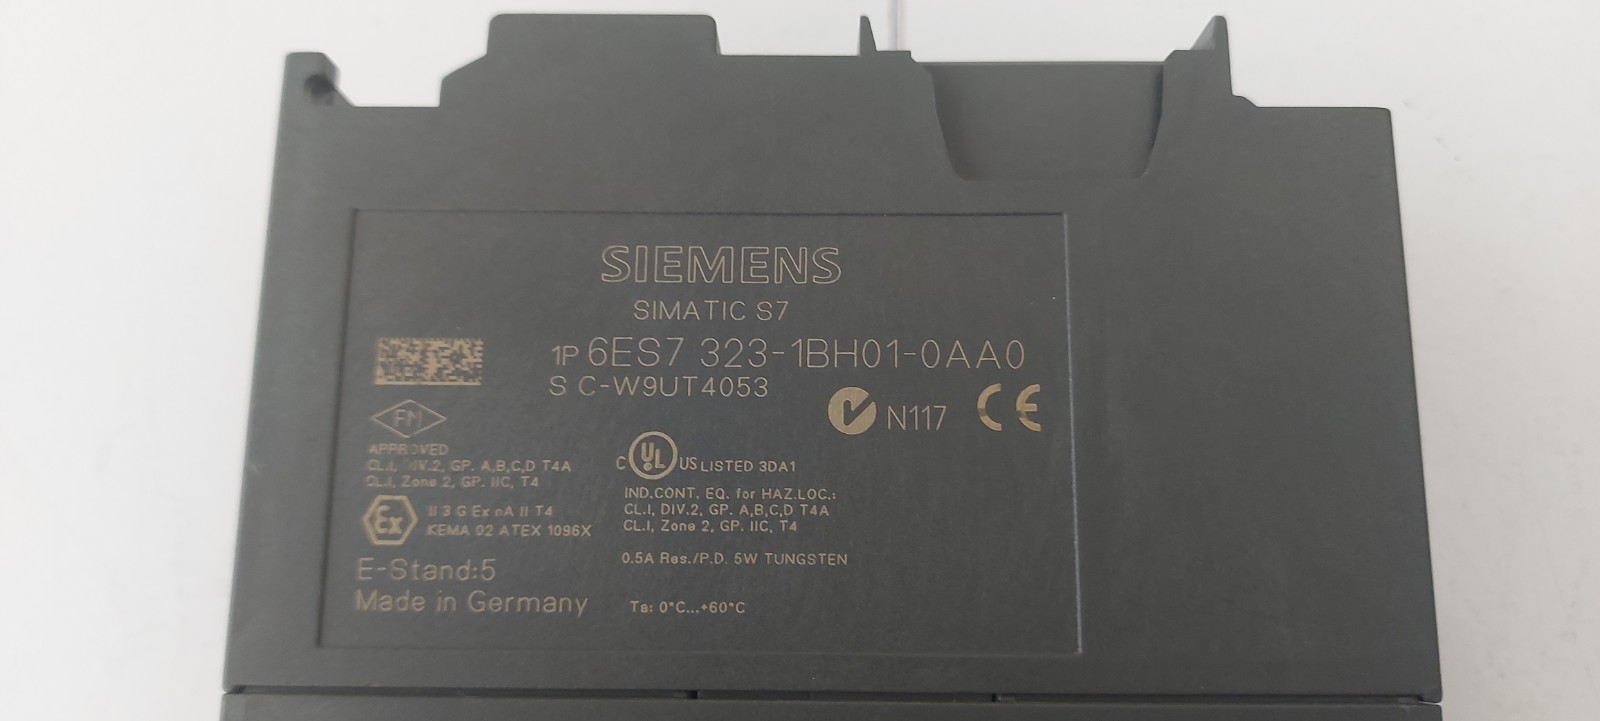 SIEMENS
SIMATIC S7
1P 6ES7 323-1BH01-0AA0
S C-W9UT4053
N117 CE
FM
APPROVED
CL.I, DIV.2, GP. A,B,C,D T4A
CL.I, Zone 2, GP. IIC, T4
C UL US LISTED 3DA1
IND.CONT. EQ. for HAZ.LOC.:
CL.I, DIV.2, GP. A,B,C,D T4A
CL.I, Zone 2, GP. IIC, T4
Ex II 3 G Ex nA II T4
KEMA 02 ATEX 1096X
0.5A Res./P.D. 5W TUNGSTEN
E-Stand:5
Made in Germany
Ta: 0°C...+60°C